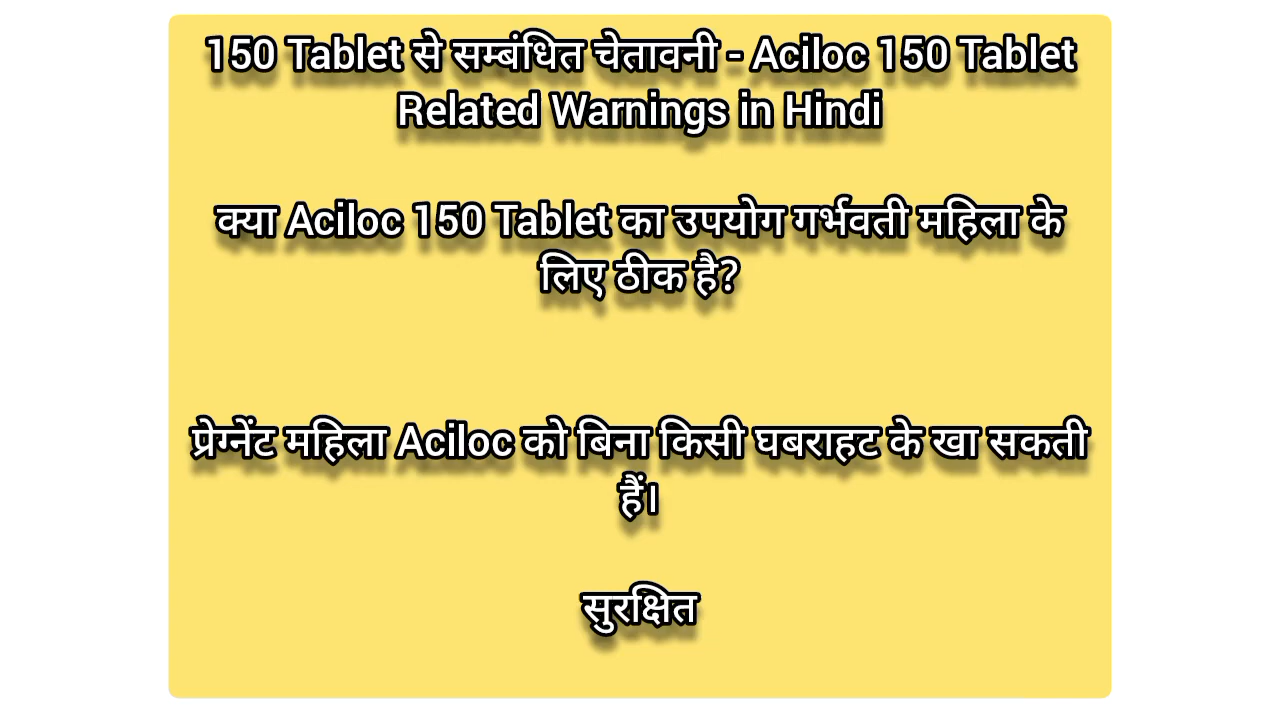 150 Tablet से सम्बंधित चेतावनी - Aciloc 150 Tablet
Related Warnings in Hindi
क्या Aciloc 150 Tablet का उपयोग गर्भवती महिला के
लिए ठीक है?
प्रेग्नेंट महिला Aciloc को बिना किसी घबराहट के खा सकती
हैं।
सुरक्षित